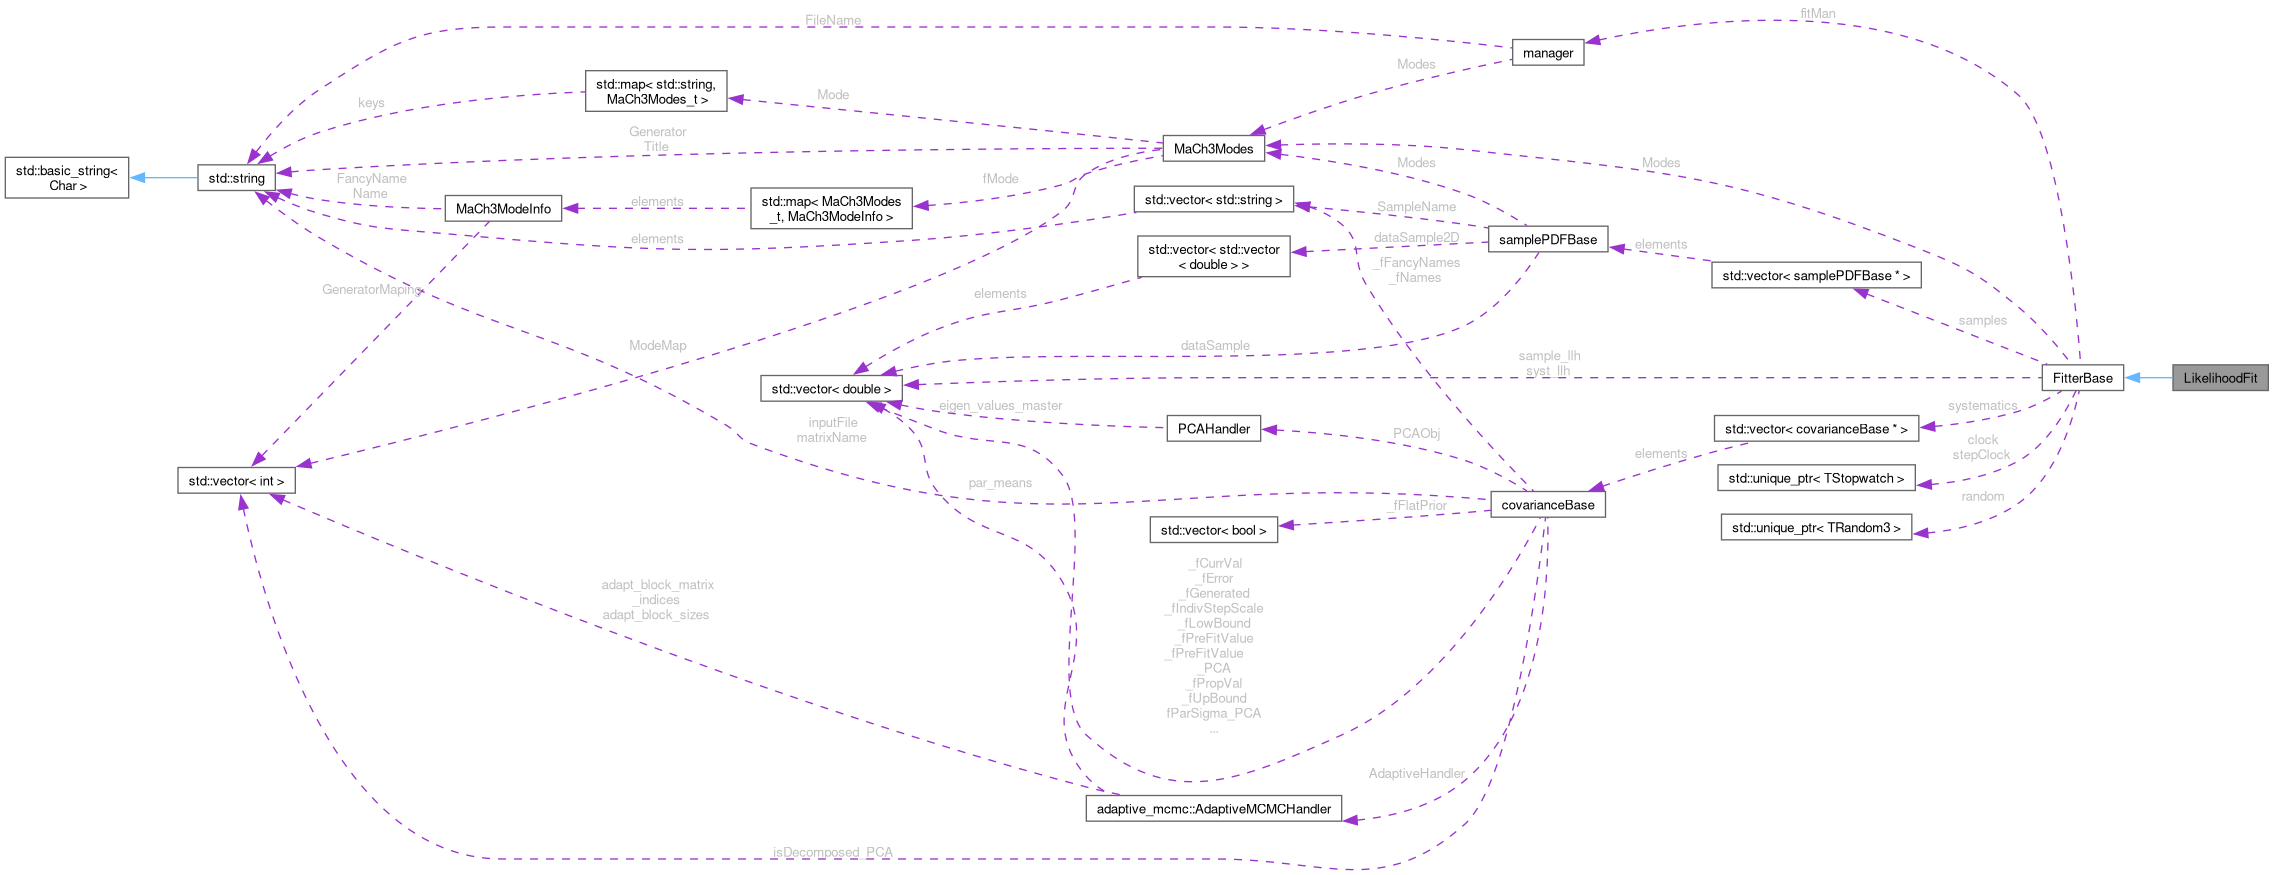 FileName
fitMan
manager
Modes
std::map< std::string,
MaCh3Modes_t >
Mode
keys
Generator
Title
MaCh3Modes
std::basic_string<
Char >
std::string
FancyName
Name
MaCh3ModeInfo
elements
std::map< MaCh3Modes
_t, MaCh3ModeInfo >
fMode
std::vector< std::string >
SampleName
Modes
Modes
samplePDFBase
elements
elements
std::vector< std::vector
< double > >
dataSample2D
_fFancyNames
_fNames
std::vector< samplePDFBase * >
GeneratorMaping
elements
samples
ModeMap
dataSample
sample_llh
syst_llh
FitterBase
LikelihoodFit
std::vector< double >
eigen_values_master
systematics
inputFile
matrixName
PCAHandler
PCAObj
std::vector< covarianceBase * >
clock
stepClock
elements
std::vector< int >
par_means
std::unique_ptr< TStopwatch >
covarianceBase
random
_fFlatPrior
std::vector< bool >
std::unique_ptr< TRandom3 >
adapt_block_matrix
_indices
adapt_block_sizes
_fCurrVal
_fError
_fGenerated
_fIndivStepScale
_fLowBound
_fPreFitValue
_fPreFitValue
_PCA
_fPropVal
_fUpBound
fParSigma_PCA
...
AdaptiveHandler
adaptive_mcmc::AdaptiveMCMCHandler
isDecomposed_PCA